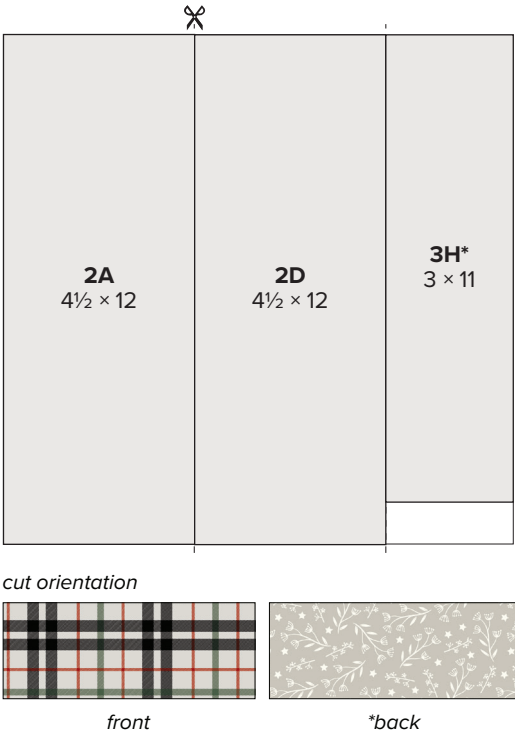 2A
4½ × 12
2D
4½ × 12
3H*
3 × 11
cut orientation
front
*back